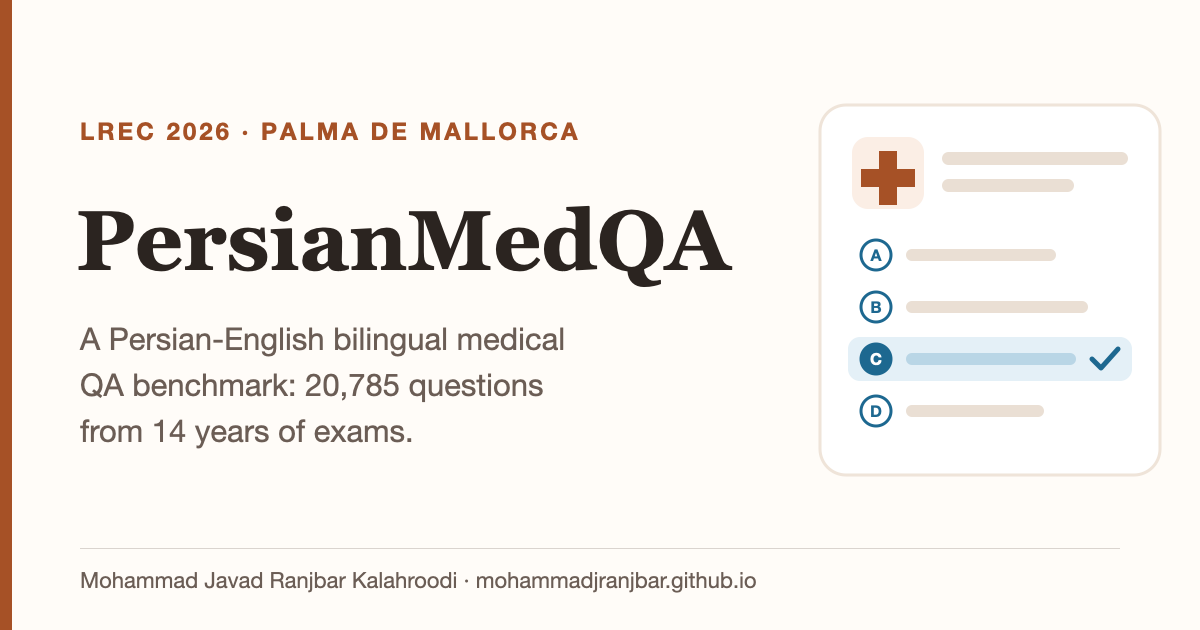 LREC 2026 · PALMA DE MALLORCA
PersianMedQA
A Persian-English bilingual medical
QA benchmark: 20,785 questions
from 14 years of exams.
A
B
C
D
Mohammad Javad Ranjbar Kalahroodi · mohammadjranjbar.github.io